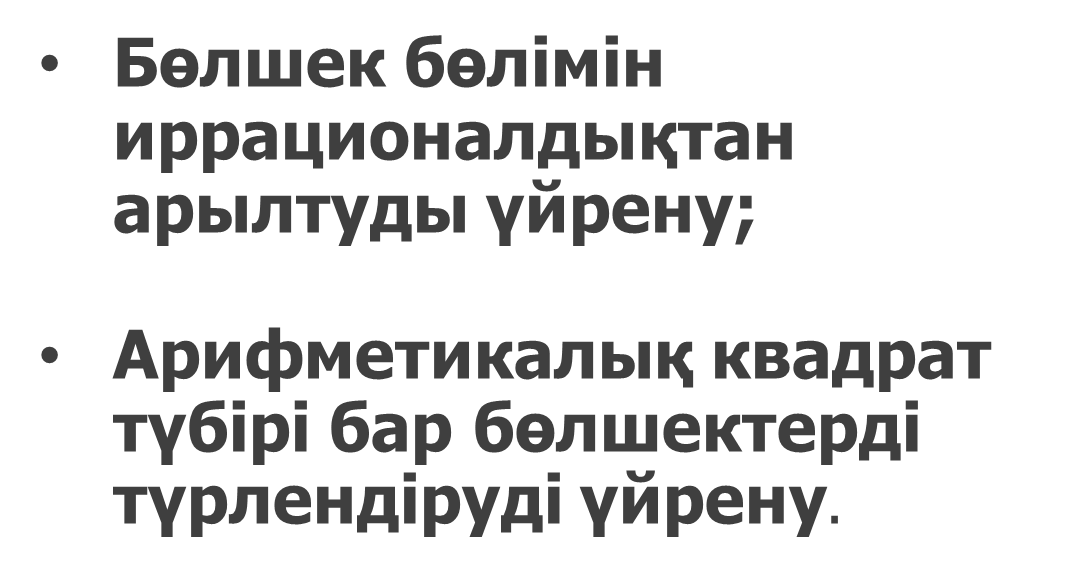 • Бөлшек бөлімін
иррационалдықтан
арылтуды үйрену;
• Арифметикалық квадрат
түбірі бар бөлшектерді
түрлендіруді үйрену.